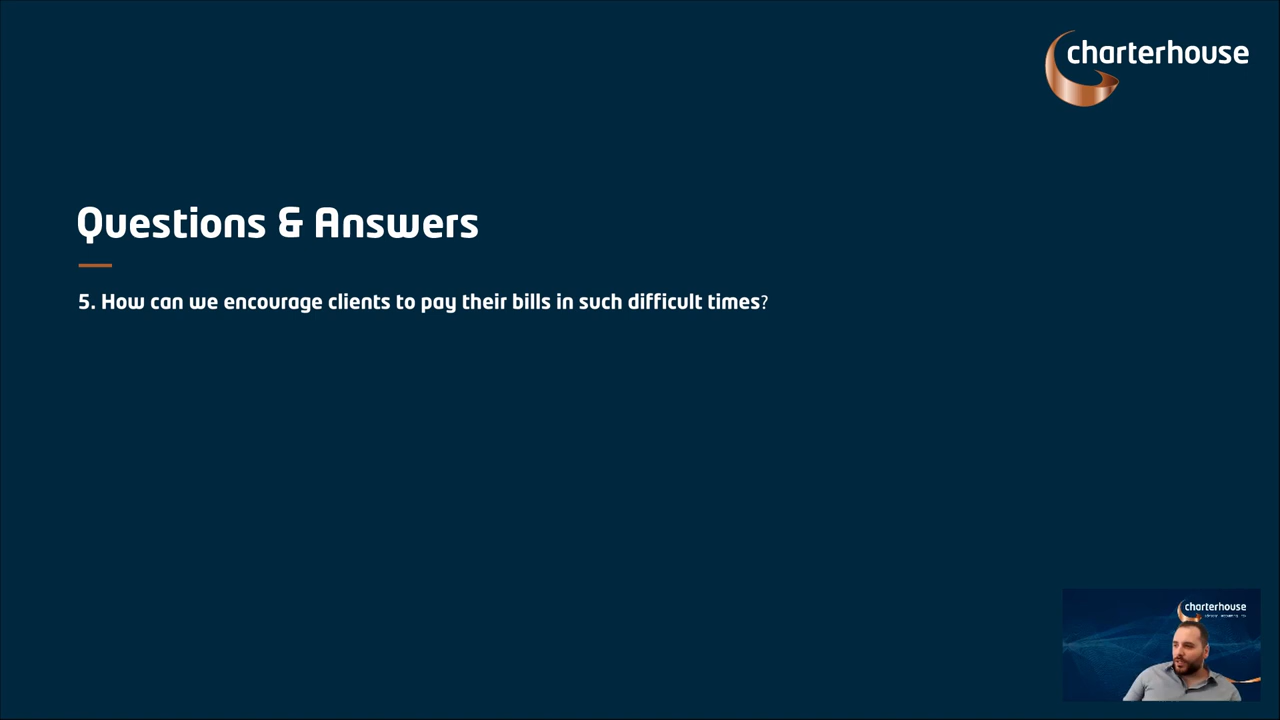 charterhouse
Questions & Answers
5. How can we encourage clients to pay their bills in such difficult times?
charterhouse